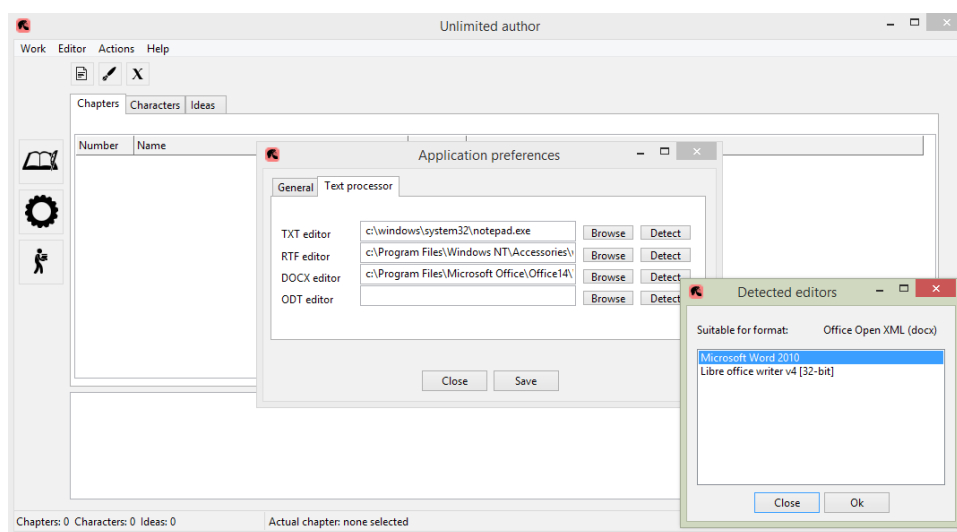 Unlimited author
Work Editor Actions Help
X
Chapters Characters Ideas
Number Name
Application preferences
General Text processor
TXT editor c:\windows\system32\notepad.exe Browse Detect
RTF editor c:\Program Files\Windows NT\Accessories\ Browse Detect
DOCX editor c:\Program Files\Microsoft Office\Office14\ Browse Detect
ODT editor Browse Detect
Close Save
Detected editors
Suitable for format: Office Open XML (docx)
Microsoft Word 2010
Libre office writer v4 [32-bit]
Close Ok
Chapters: 0 Characters: 0 Ideas: 0 Actual chapter: none selected